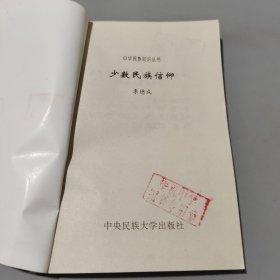 中华民族知识丛书
少数民族信仰
李德成
中央民族大学出版社